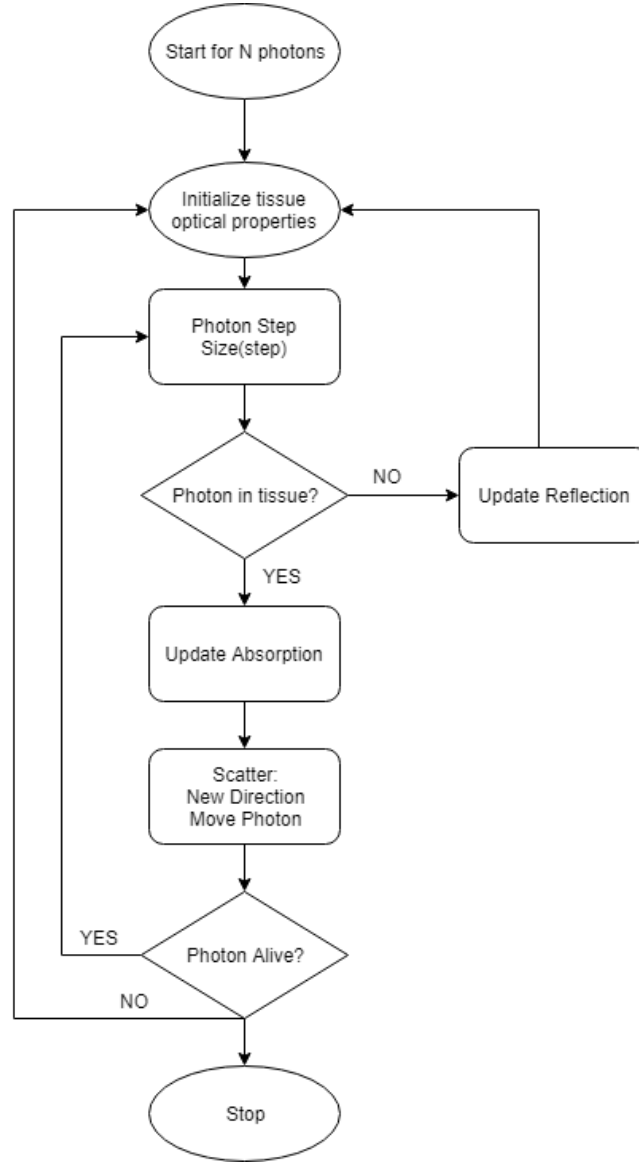 Start for N photons
Initialize tissue
optical properties
Photon Step
Size(step)
Photon in tissue?
NO
Update Reflection
YES
Update Absorption
Scatter:
New Direction
Move Photon
YES
Photon Alive?
NO
Stop